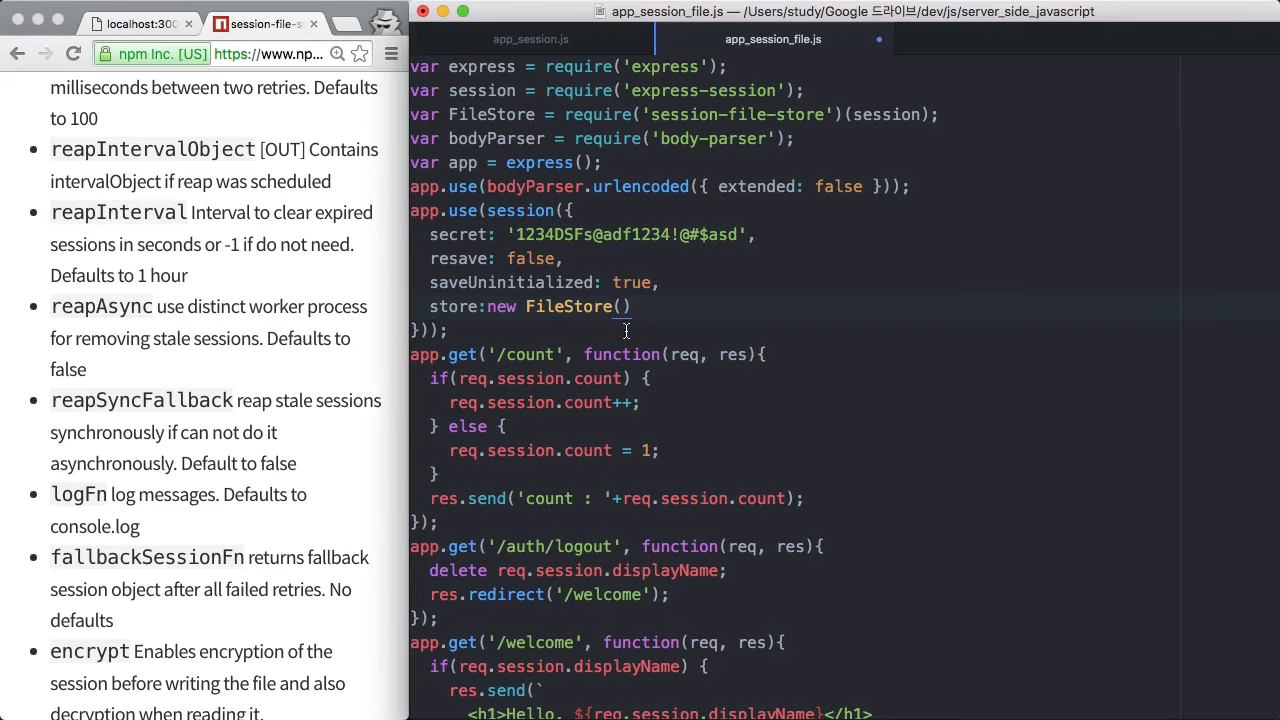 localhost:300
session-file-s
npm Inc. [US]
https://www.np...
milliseconds between two retries. Defaults
to 100
reapIntervalObject [OUT] Contains
intervalObject if reap was scheduled
reapInterval Interval to clear expired
sessions in seconds or -1 if do not need.
Defaults to 1 hour
reapAsync use distinct worker process
for removing stale sessions. Defaults to
false
reapSyncFallback reap stale sessions
synchronously if can not do it
asynchronously. Default to false
logFn log messages. Defaults to
console.log
fallbackSessionFn returns fallback
session object after all failed retries. No
defaults
encrypt Enables encryption of the
session before writing the file and also
decryption when reading it.
app_session_file.js — /Users/study/Google 드라이브/dev/js/server_side_javascript
app_session.js
app_session_file.js
var express = require('express');
var session = require('express-session');
var FileStore = require('session-file-store')(session);
var bodyParser = require('body-parser');
var app = express();
app.use(bodyParser.urlencoded({ extended: false }));
app.use(session({
  secret: '1234DSFs@adf1234!@#$asd',
  resave: false,
  saveUninitialized: true,
  store:new FileStore()
}));
app.get('/count', function(req, res){
  if(req.session.count) {
    req.session.count++;
  } else {
    req.session.count = 1;
  }
  res.send('count : '+req.session.count);
});
app.get('/auth/logout', function(req, res){
  delete req.session.displayName;
  res.redirect('/welcome');
});
app.get('/welcome', function(req, res){
  if(req.session.displayName) {
    res.send(`
      <h1>Hello, ${req.session.displayName}</h1>